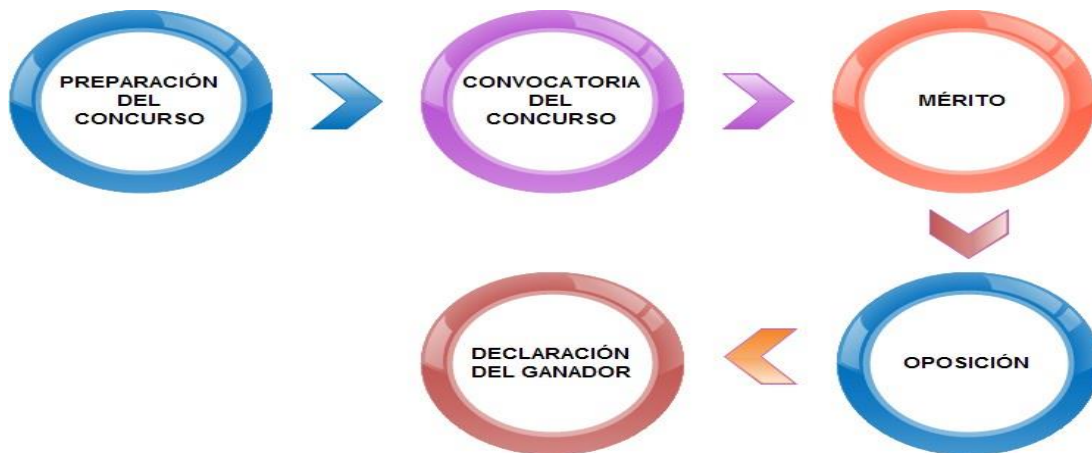 PREPARACIÓN
DEL
CONCURSO
CONVOCATORIA
DEL
CONCURSO
MÉRITO
OPOSICIÓN
DECLARACIÓN
DEL GANADOR